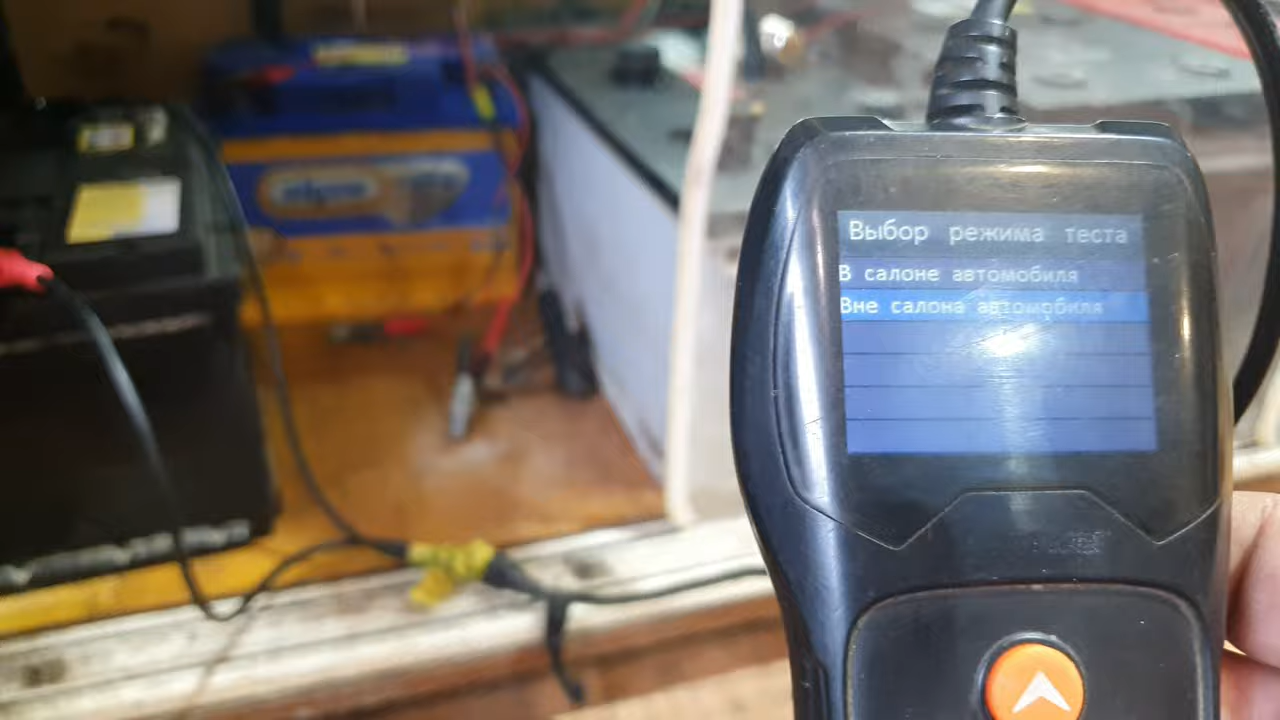 Выбор режима теста
В салоне автомобиля
Вне салона автомобиля